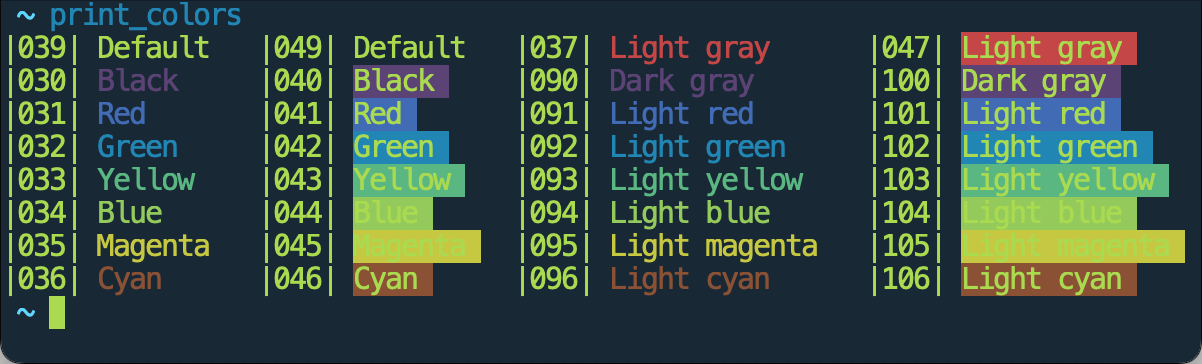 ~ print_colors
|039| Default |049| Default |037| Light gray |047| Light gray
|030| Black |040| Black |090| Dark gray |100| Dark gray
|031| Red |041| Red |091| Light red |101| Light red
|032| Green |042| Green |092| Light green |102| Light green
|033| Yellow |043| Yellow |093| Light yellow |103| Light yellow
|034| Blue |044| Blue |094| Light blue |104| Light blue
|035| Magenta |045| Magenta |095| Light magenta |105| Light magenta
|036| Cyan |046| Cyan |096| Light cyan |106| Light cyan
~